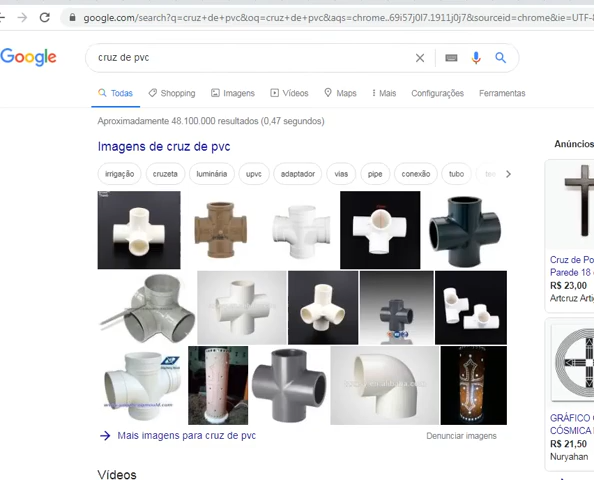 google.com/search?q=cruz+de+pvc&oq=cruz+de+pvc&aqs=chrome..69i57j0l7.1911j0j7&sourceid=chrome&ie=UTF-8
Google
cruz de pvc
Todas
Shopping
Imagens
Vídeos
Maps
Mais
Configurações
Ferramentas
Aproximadamente 48.100.000 resultados (0,47 segundos)
Anúncios
Imagens de cruz de pvc
irrigação
cruzeta
luminária
upvc
adaptador
vias
pipe
conexão
tubo
Cruz de Po
Parede 18
R$ 23,00
Artcruz Artig
GRÁFICO
CÓSMICA
R$ 21,50
Nuryahan
Mais imagens para cruz de pvc
Denunciar imagens
Vídeos